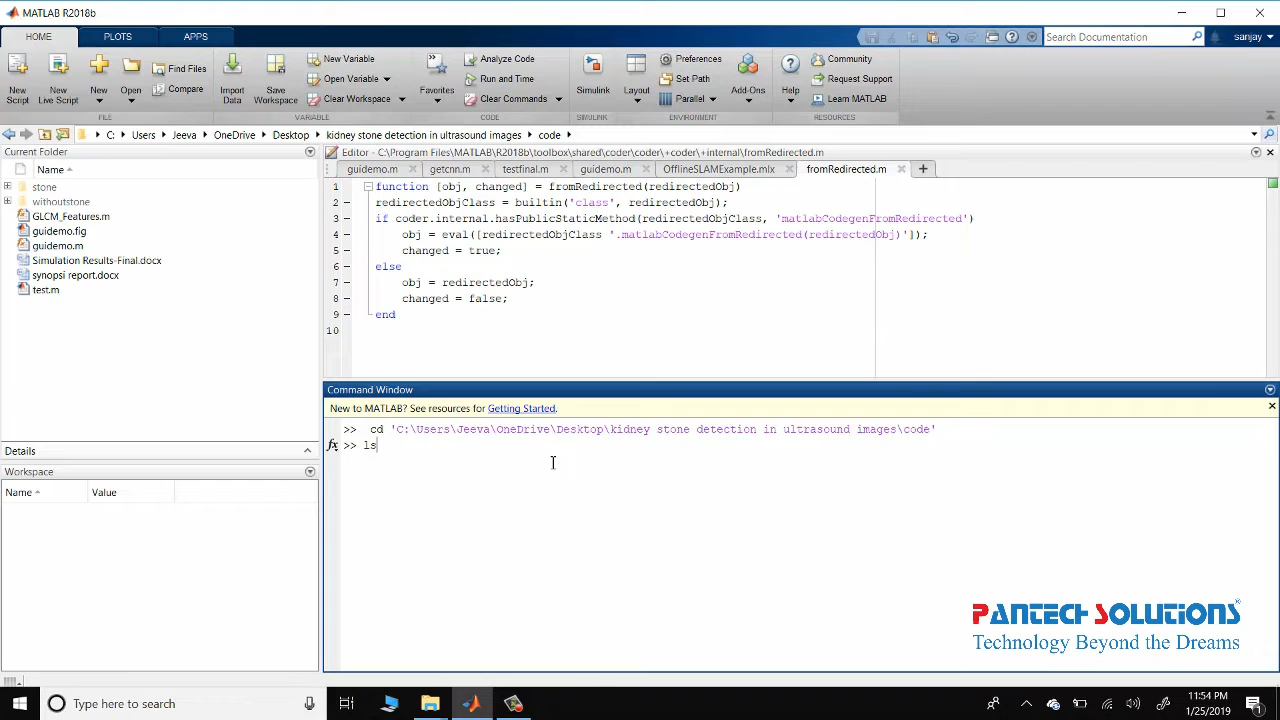 MATLAB R2018b
HOME PLOTS APPS
Search Documentation sanjay
New Script
New Live Script
New
Open
Find Files
Compare
Import Data
Save Workspace
New Variable
Open Variable
Clear Workspace
Favorites
Analyze Code
Run and Time
Clear Commands
Simulink
Layout
Preferences
Set Path
Parallel
Add-Ons
Help
Community
Request Support
Learn MATLAB
FILE VARIABLE CODE SIMULINK ENVIRONMENT RESOURCES
C: Users Jeeva OneDrive Desktop kidney stone detection in ultrasound images code
Current Folder
Name
stone
withoutstone
GLCM_Features.m
guidemo.fig
guidemo.m
Simulation Results-Final.docx
synopsi report.docx
test.m
Details
Workspace
Name Value
Editor - C:\Program Files\MATLAB\R2018b\toolbox\shared\coder\coder\+coder\+internal\fromRedirected.m
guidemo.m getcnn.m testfinal.m guidemo.m OfflineSLAMExample.mlx fromRedirected.m
1 function [obj, changed] = fromRedirected(redirectedObj)
2 redirectedObjClass = builtin('class', redirectedObj);
3 if coder.internal.hasPublicStaticMethod(redirectedObjClass, 'matlabCodegenFromRedirected')
4 obj = eval([redirectedObjClass '.matlabCodegenFromRedirected(redirectedObj)']);
5 changed = true;
6 else
7 obj = redirectedObj;
8 changed = false;
9 end
10
Command Window
New to MATLAB? See resources for Getting Started.
>> cd 'C:\Users\Jeeva\OneDrive\Desktop\kidney stone detection in ultrasound images\code'
fx >> ls
PANTECH SOLUTIONS®
Technology Beyond the Dreams
Type here to search
11:54 PM
1/25/2019
1